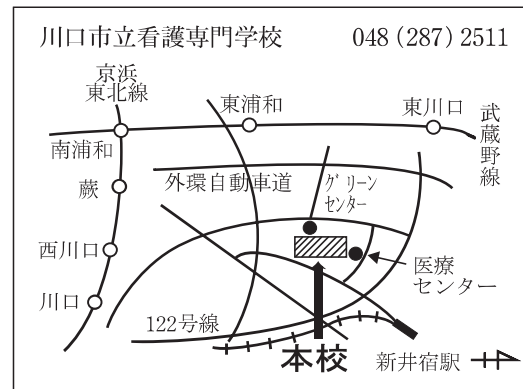 川口市立看護専門学校 048(287)2511
京浜
東北線
東浦和
東川口
武蔵野線
南浦和
外環自動車道
グリーン
センター
蕨
西川口
医療
センター
川口
122号線
本校
新井宿駅